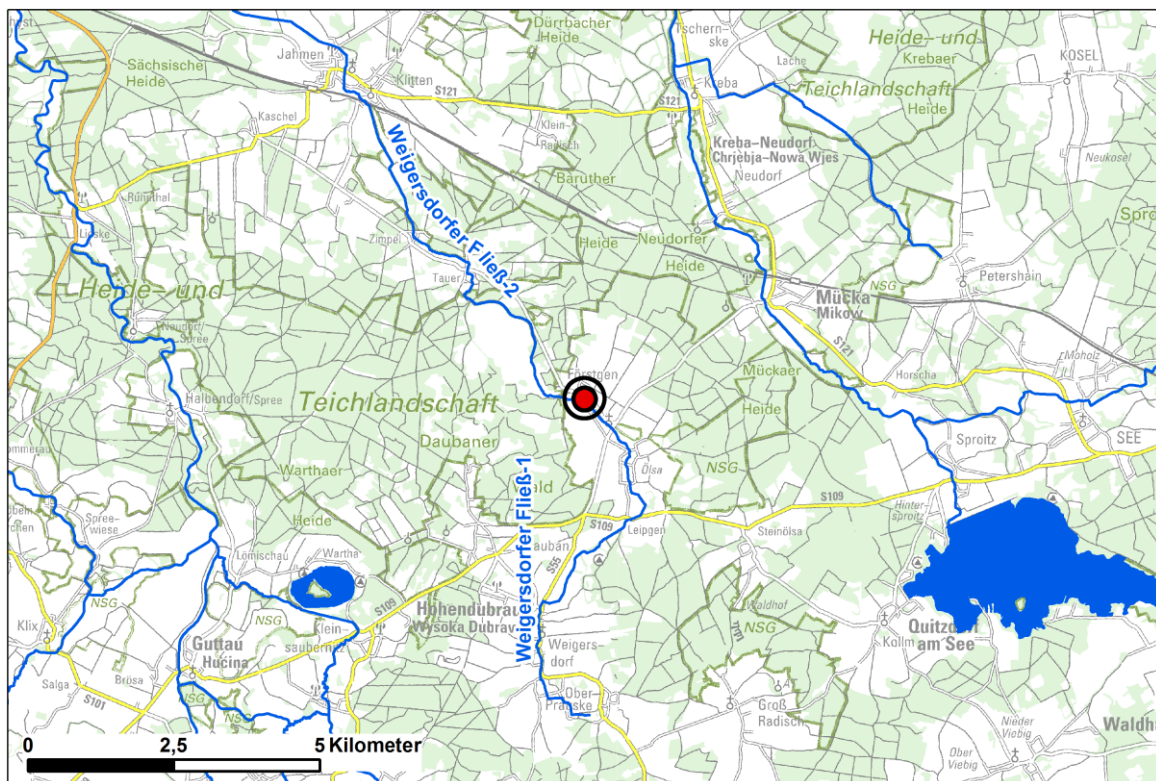 Jahmen
Klitten
Sächsische
Heide
Dürrbacher
Heide
Tschern-
ske
Lache
Heide- und
Krebaer
Teichlandschaft
Heide
KOSEL
Neukosel
Kaschel
S121
S121
Kreba
Klein-
Radisch
Kreba-Neudorf
Chrjebja-Nowa Wjes
Neudorf
Baruther
Heide
Neudorfer
Heide
Weigersdorfer Fließ-2
Lieske
Zimpel
Tauer
NSG
Petershain
Mücka
Mikow
S121
Heide- und
Neudorf/
Spree
Halbendorf/Spree
Teichlandschaft
Förstgen
Mückaer
Heide
Horscha
Moholz
Sproitz
SEE
Daubaner
Wald
Warthaer
Heide
Ölsa
NSG
Spree-
wiese
Lömischau
Wartha
S109
Leipgen
Steinölsa
Hinter-
sproitz
S55
Weigersdorfer Fließ-1
Waldhof
NSG
NSG
Klix
Guttau
Hućina
Klein-
saubernitz
S109
Hohendubrau
Wysoka Dubrava
Weigers-
dorf
Kollm
Quitzdorf
am See
Salga
Brösa
S101
NSG
NSG
Ober
Prauske
Groß
Radisch
Nieder
Viebig
Ober
Viebig
Waldhu
0 2,5 5 Kilometer